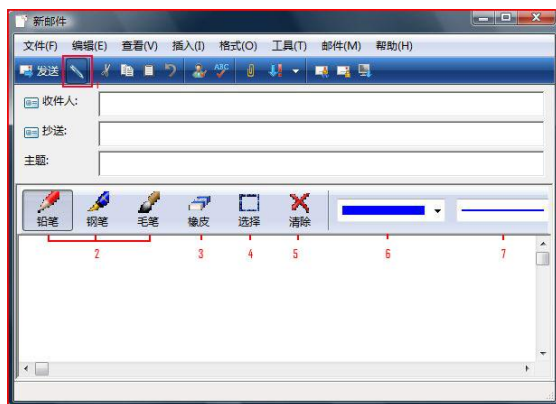 新邮件
文件(F) 编辑(E) 查看(V) 插入(I) 格式(O) 工具(T) 邮件(M) 帮助(H)
发送 ABC
收件人:
抄送:
主题:
铅笔 钢笔 毛笔 橡皮 选择 清除
2 3 4 5 6 7